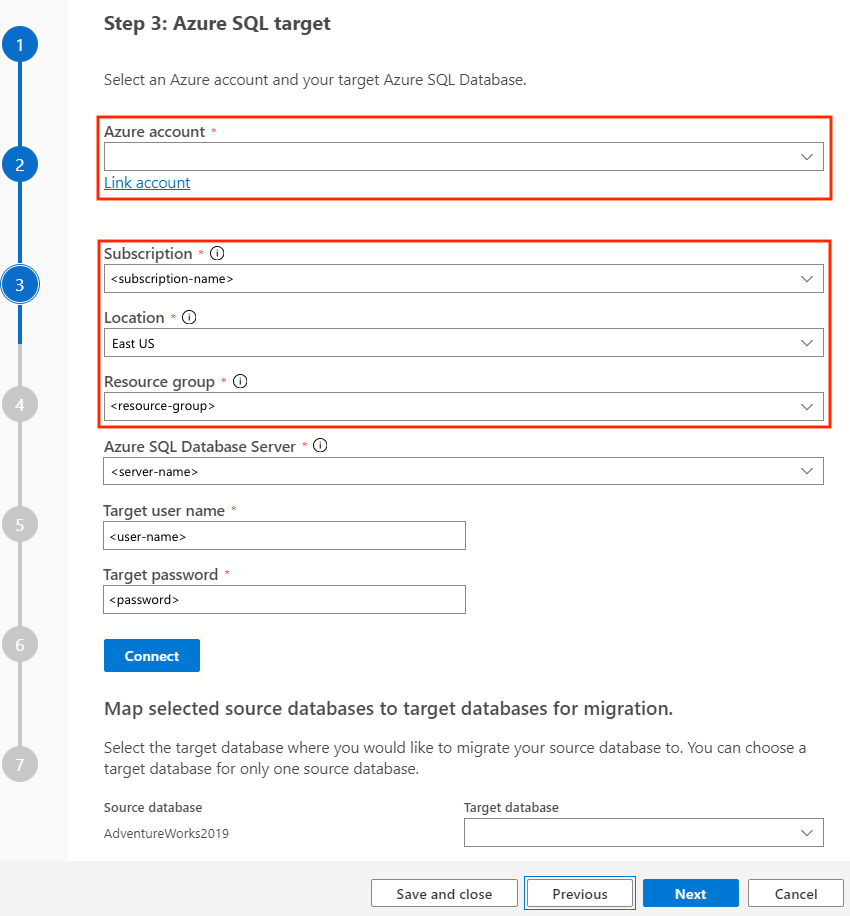 Step 3: Azure SQL target
1
Select an Azure account and your target Azure SQL Database.
Azure account *
2
Link account
Subscription *
<subscription-name>
3
Location *
East US
Resource group *
4
<resource-group>
Azure SQL Database Server *
<server-name>
Target user name *
5
<user-name>
Target password *
<password>
6
Connect
Map selected source databases to target databases for migration.
Select the target database where you would like to migrate your source database to. You can choose a
target database for only one source database.
7
Source database Target database
AdventureWorks2019
Save and close Previous Next Cancel